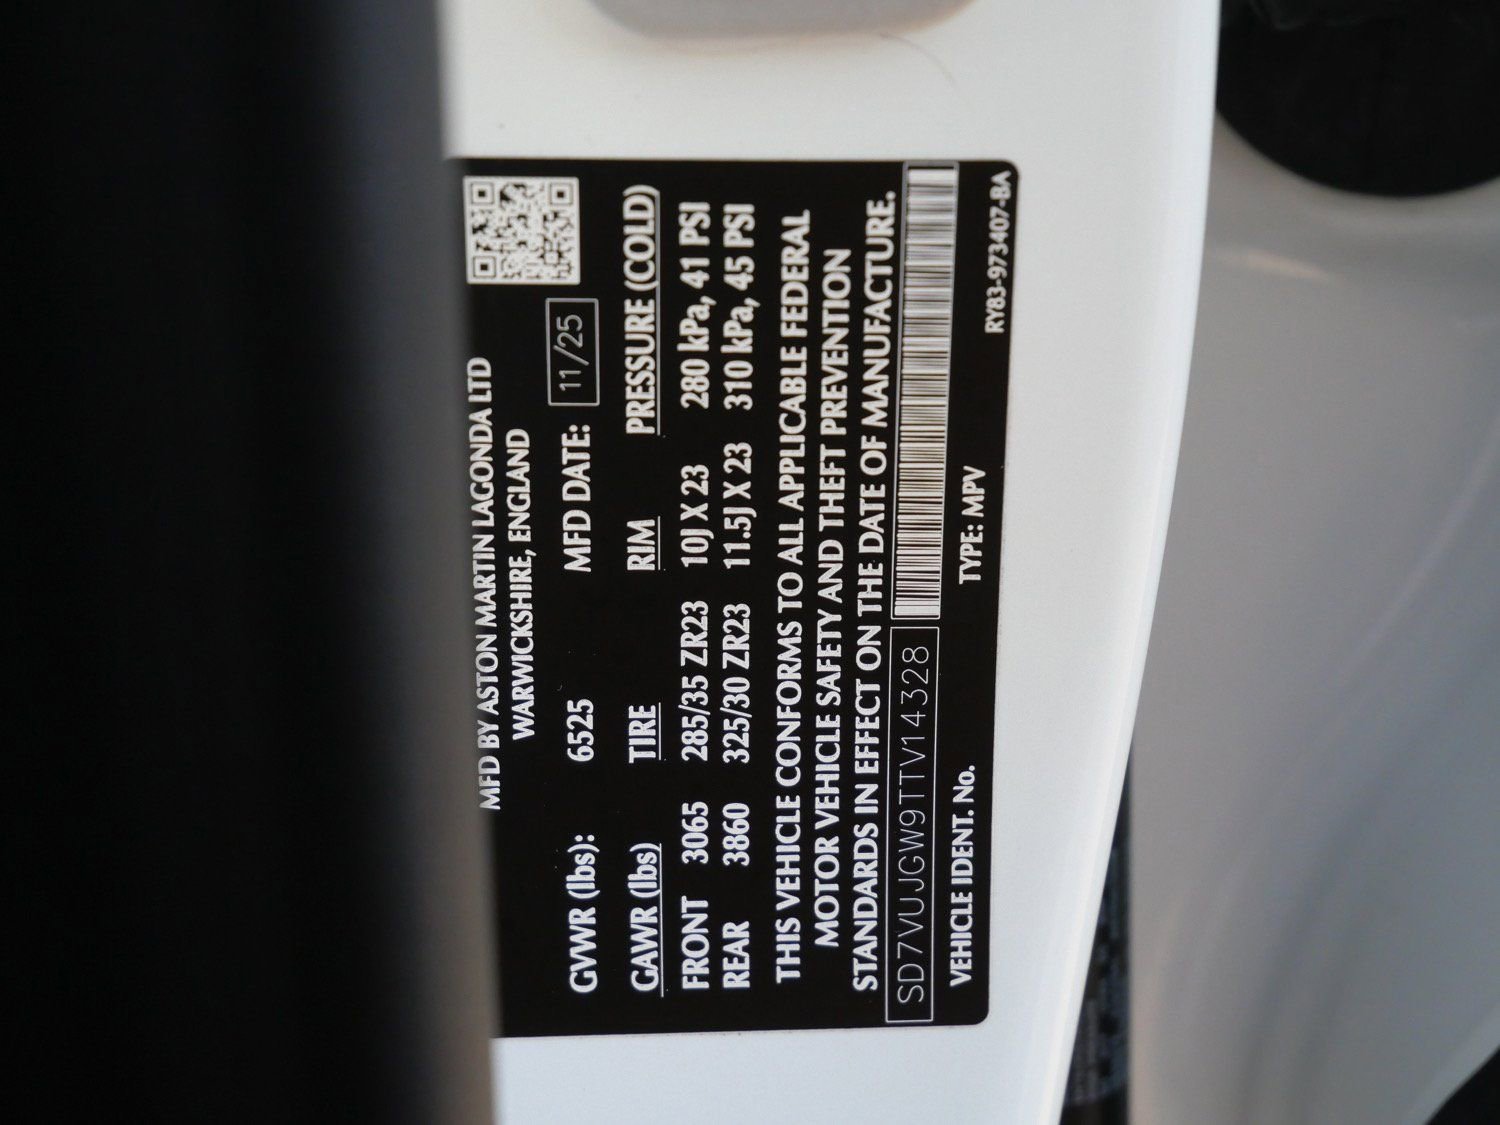 MFD BY ASTON MARTIN LAGONDA LTD
WARWICKSHIRE, ENGLAND
GVWR (lbs): 6525 MFD DATE: 11/25
GAWR (lbs) TIRE RIM PRESSURE (COLD)
FRONT 3065 285/35 ZR23 10J X 23 280 kPa, 41 PSI
REAR 3860 325/30 ZR23 11.5J X 23 310 kPa, 45 PSI
THIS VEHICLE CONFORMS TO ALL APPLICABLE FEDERAL
MOTOR VEHICLE SAFETY AND THEFT PREVENTION
STANDARDS IN EFFECT ON THE DATE OF MANUFACTURE.
SD7VUJGW9TTV14328
VEHICLE IDENT. No. TYPE: MPV
RY83-973407-BA